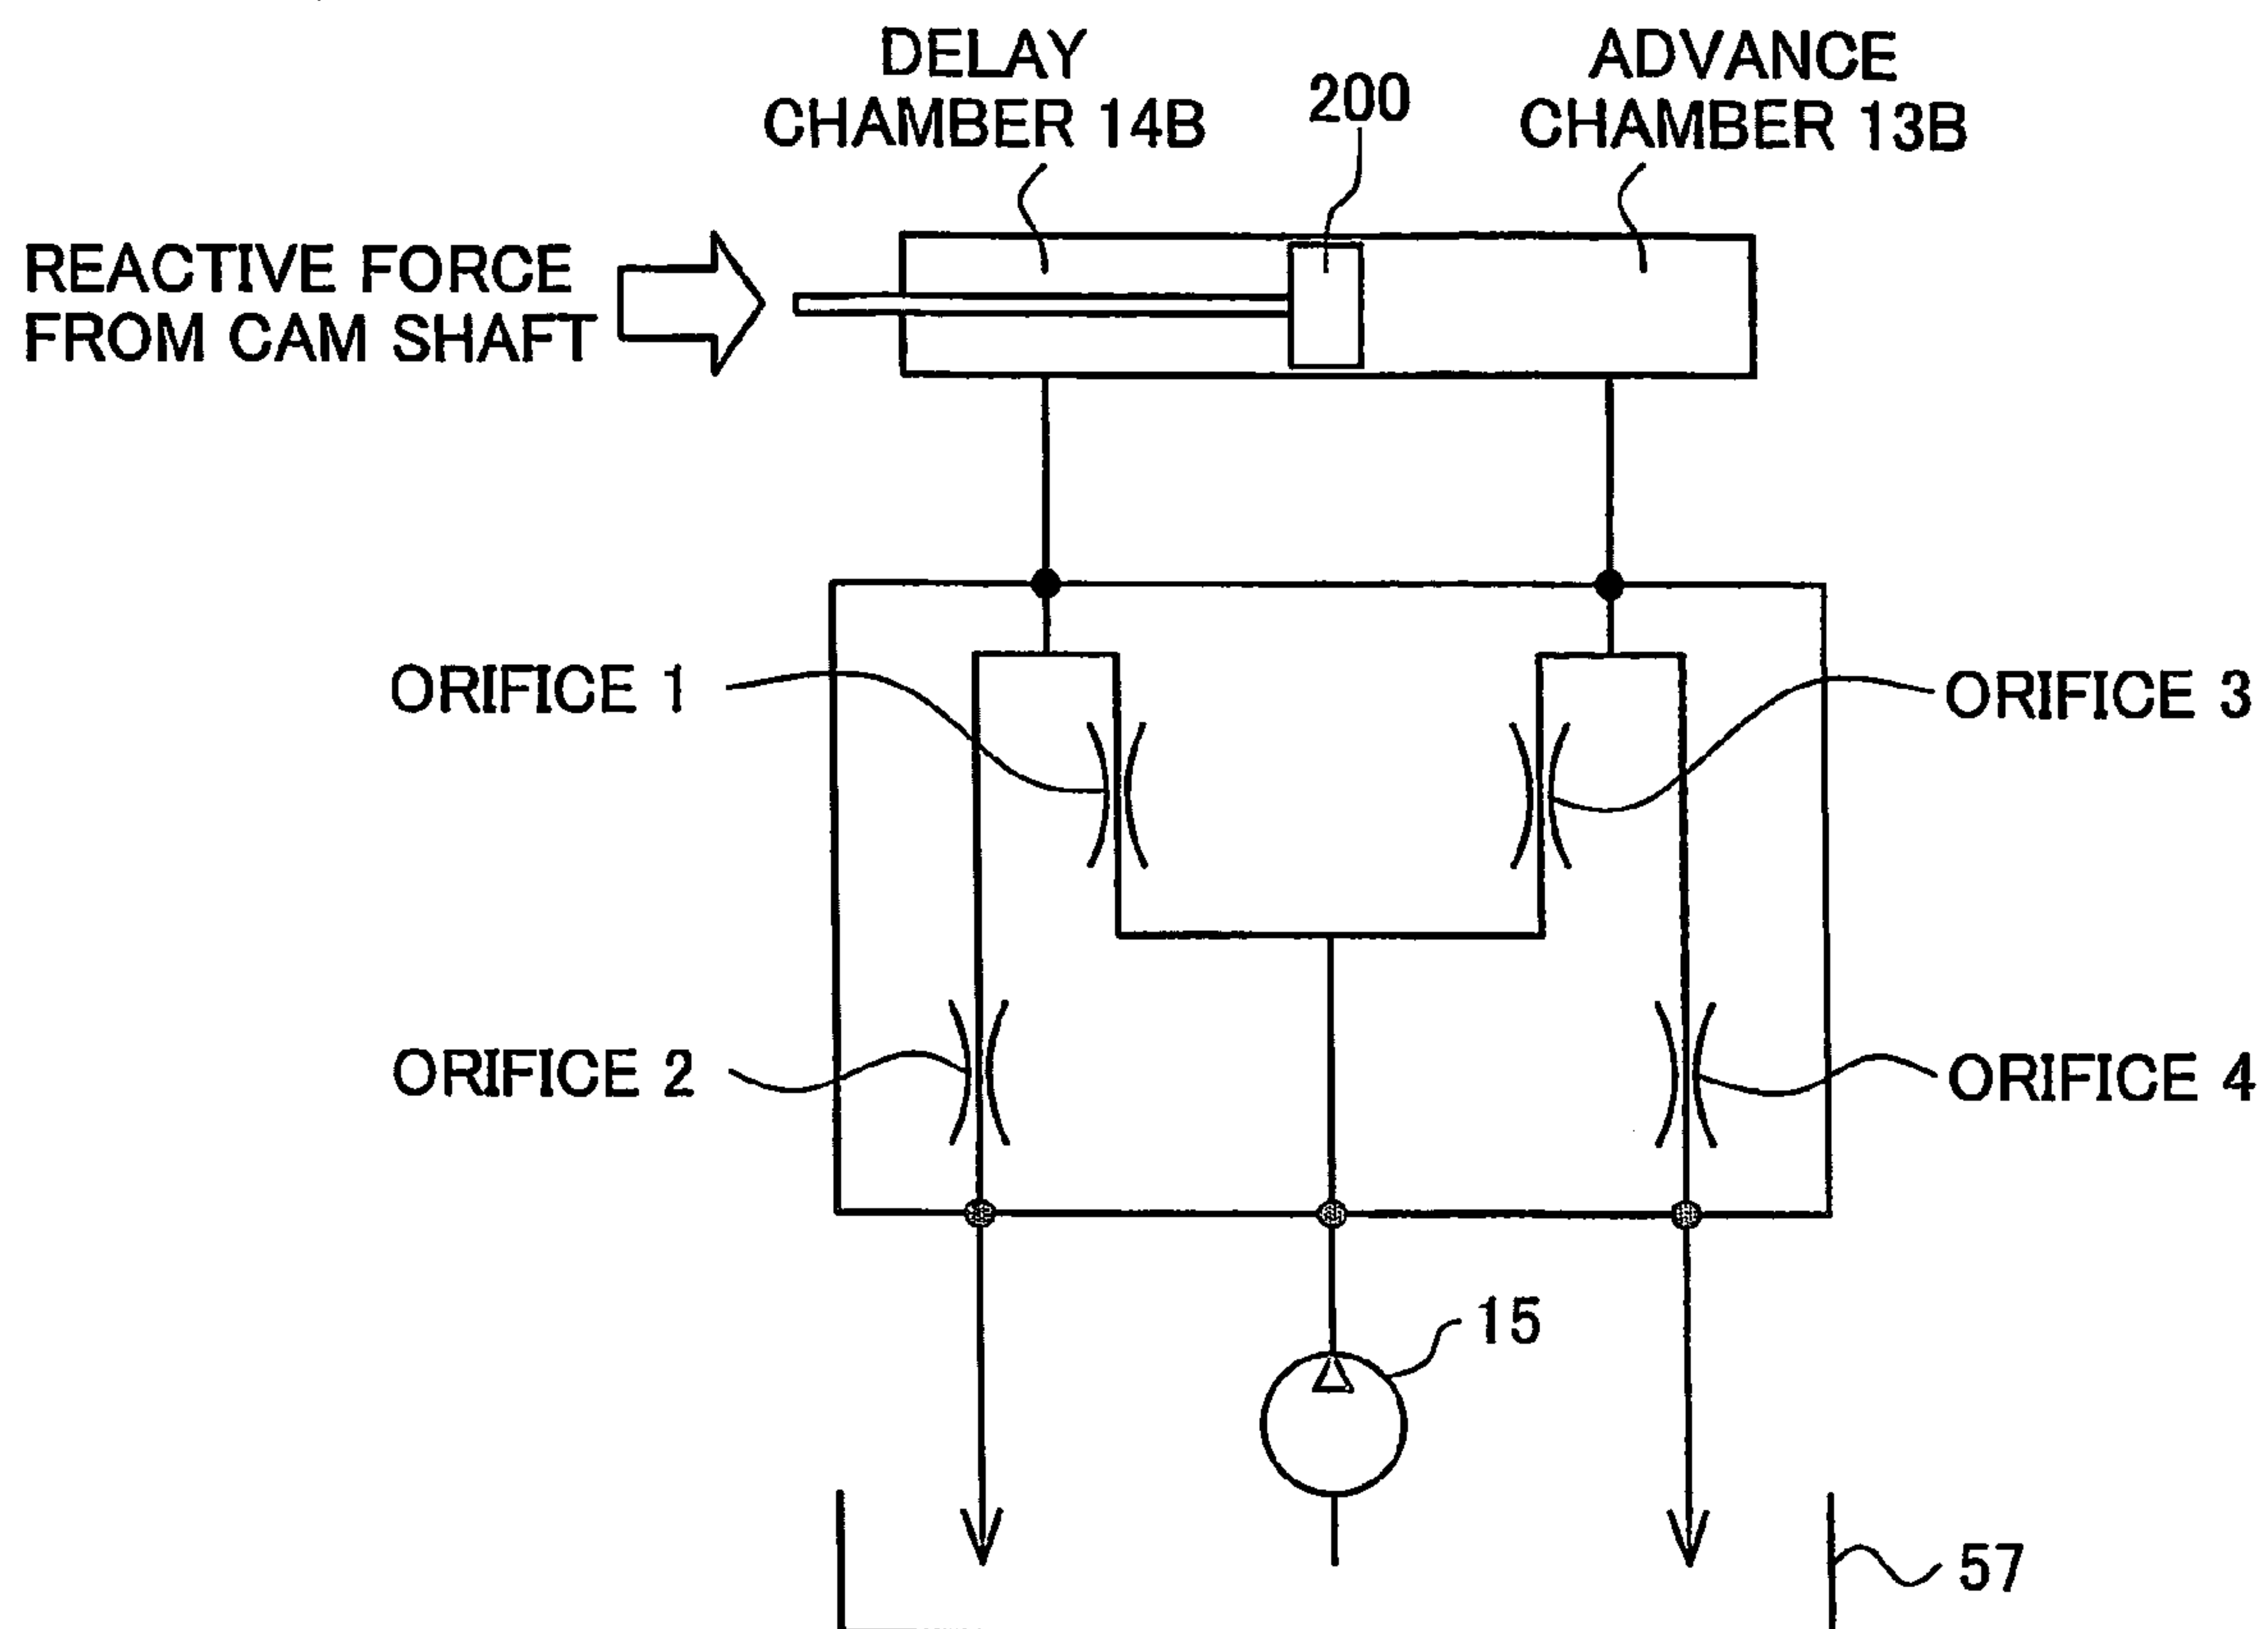 DELAY
CHAMBER 14B
200
ADVANCE
CHAMBER 13B
REACTIVE FORCE
FROM CAM SHAFT
ORIFICE 1
ORIFICE 3
ORIFICE 2
ORIFICE 4
15
57